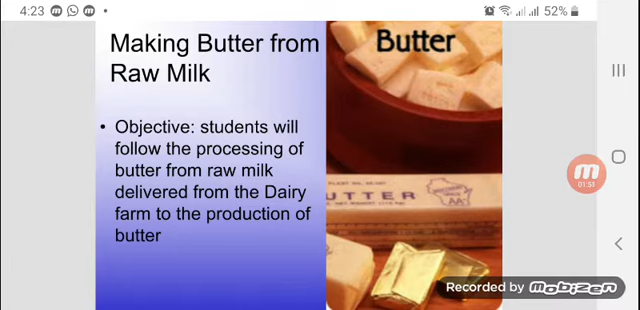 4:23
52%
Making Butter from
Raw Milk
Butter
• Objective: students will
follow the processing of
butter from raw milk
delivered from the Dairy
farm to the production of
butter
UTTER
AA
01:51
Recorded by Mobizen